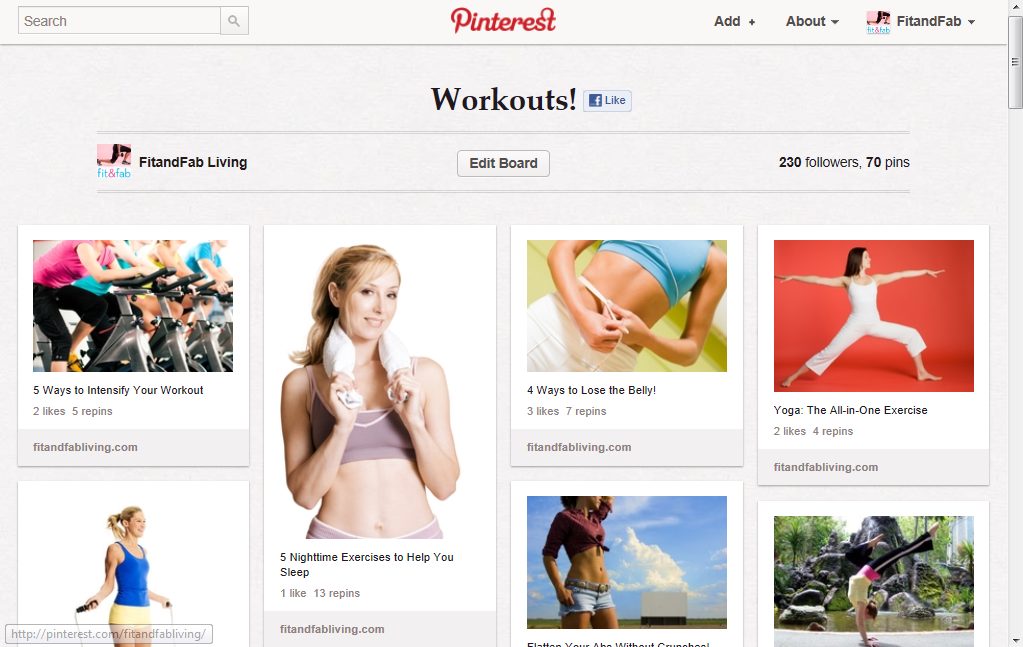 Search
Pinterest
Add +
About
FitandFab
Workouts!
Like
fit&fab
FitandFab Living
Edit Board
230 followers, 70 pins
5 Ways to Intensify Your Workout
2 likes 5 repins
fitandfabliving.com
5 Nighttime Exercises to Help You
Sleep
1 like 13 repins
fitandfabliving.com
4 Ways to Lose the Belly!
3 likes 7 repins
fitandfabliving.com
Yoga: The All-in-One Exercise
2 likes 4 repins
fitandfabliving.com
Flatten Your Abs Without Crunches!
http://pinterest.com/fitandfabliving/